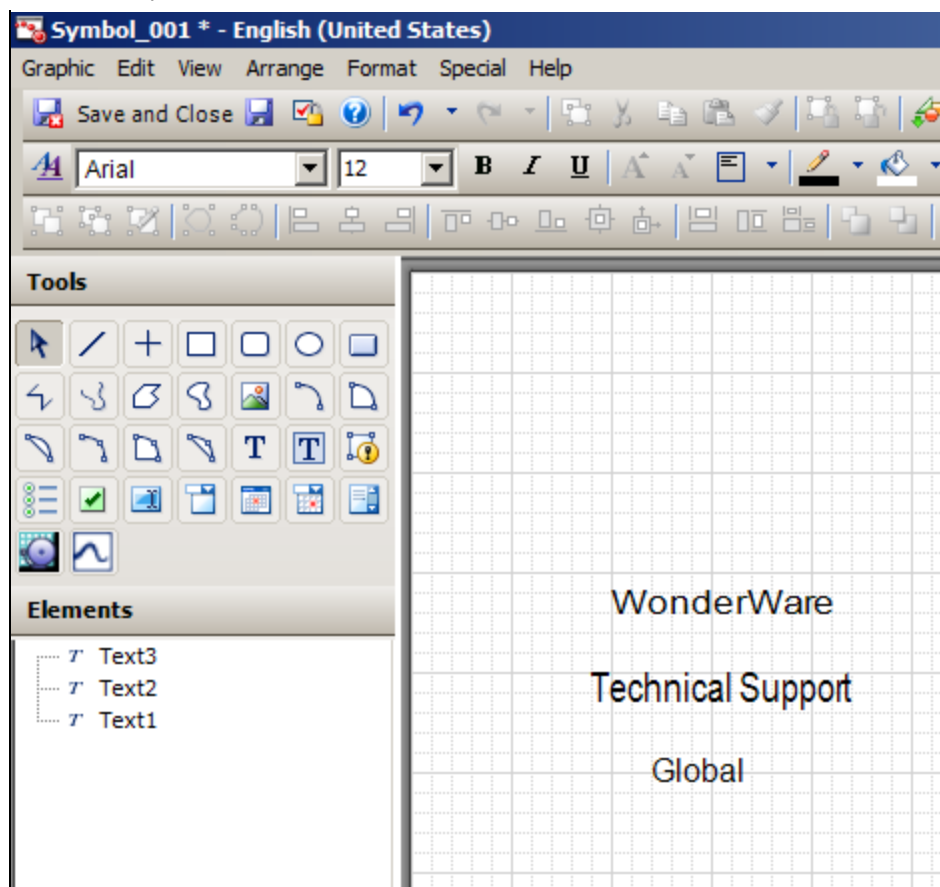 Symbol_001 * - English (United States)
Graphic Edit View Arrange Format Special Help
Save and Close
Arial 12 B I U A A
Tools
T T
Elements
Text3
Text2
Text1
WonderWare
Technical Support
Global